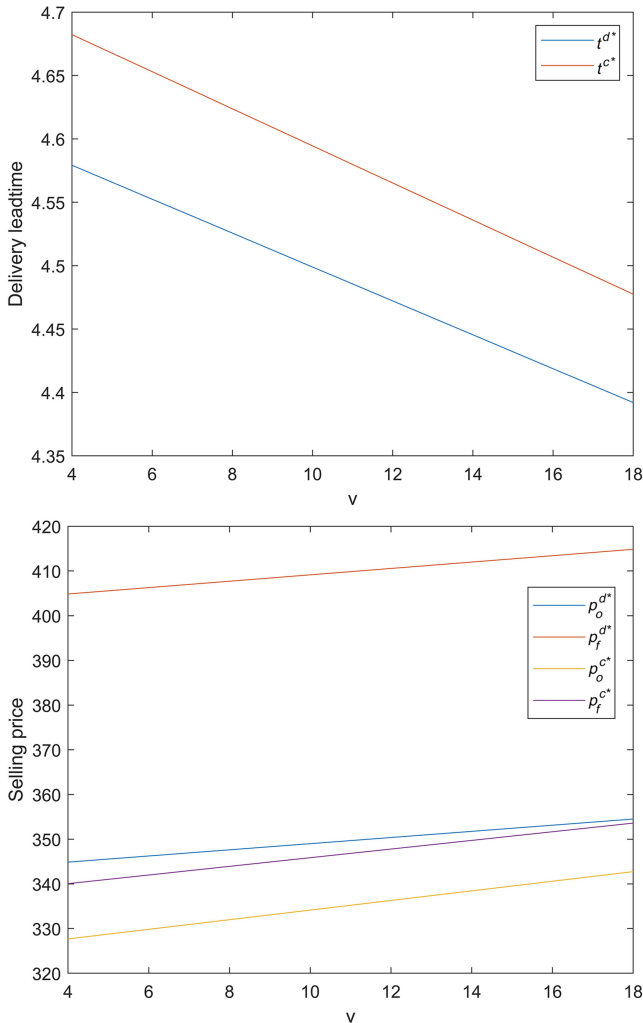 4.7
4.65
4.6
4.55
4.5
4.45
4.4
4.35
Delivery leadtime
t^{d*}
t^{c*}
4 6 8 10 12 14 16 18
v
420
410
400
390
380
370
360
350
340
330
320
Selling price
p_o^{d*}
p_f^{d*}
p_o^{c*}
p_f^{c*}
4 6 8 10 12 14 16 18
v